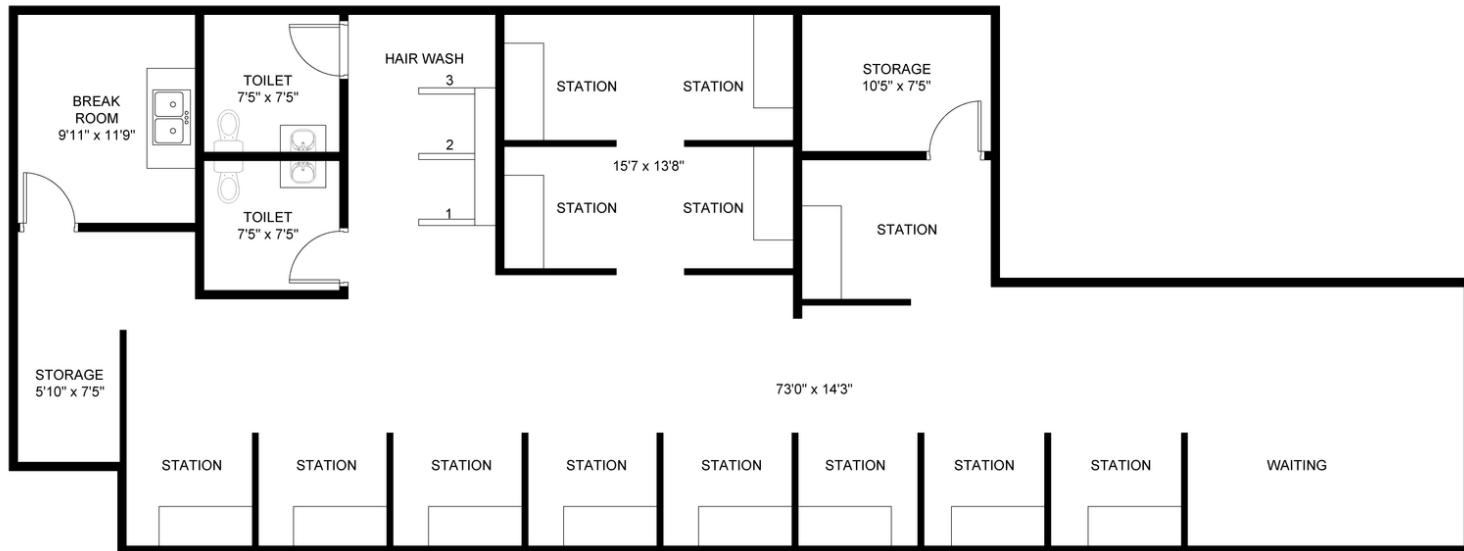 HAIR WASH
3
2
1
TOILET
7'5" x 7'5"
BREAK
ROOM
9'11" x 11'9"
TOILET
7'5" x 7'5"
STATION
STATION
15'7 x 13'8"
STATION
STATION
STORAGE
10'5" x 7'5"
STATION
STORAGE
5'10" x 7'5"
73'0" x 14'3"
STATION
STATION
STATION
STATION
STATION
STATION
STATION
STATION
WAITING